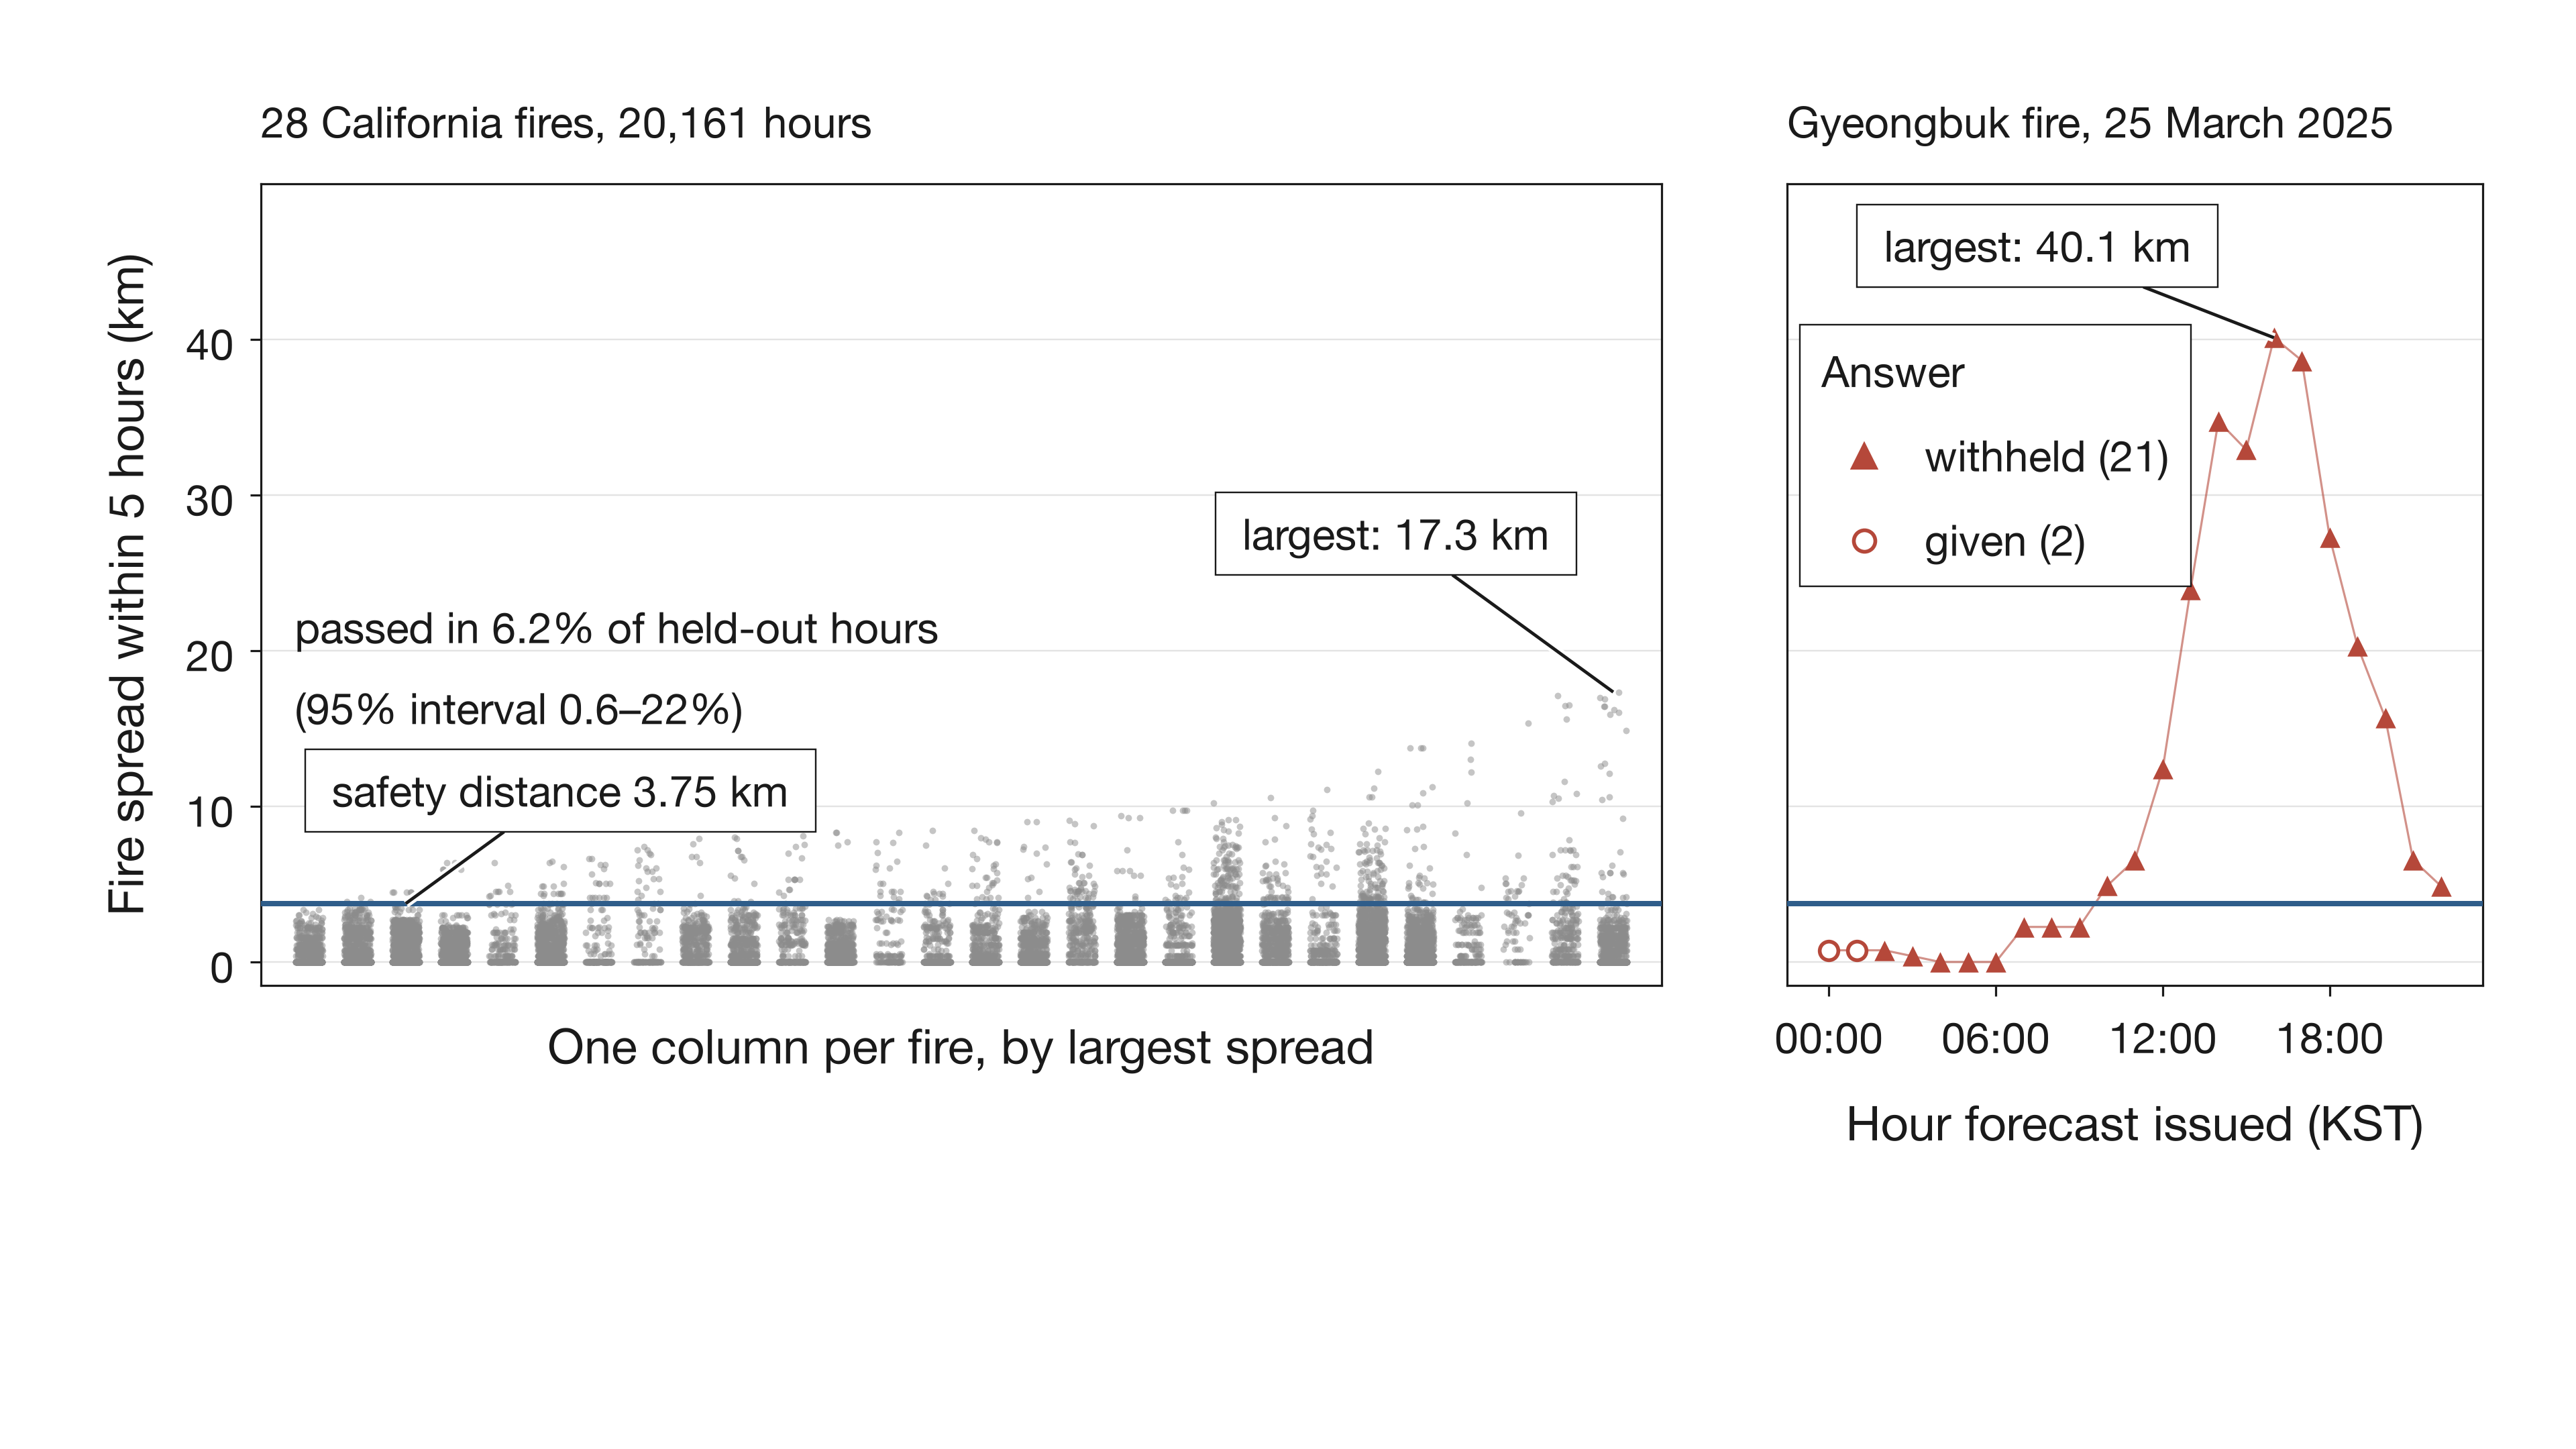 28 California fires, 20,161 hours
Fire spread within 5 hours (km)
40
30
20
10
0
largest: 17.3 km
passed in 6.2% of held-out hours
(95% interval 0.6–22%)
safety distance 3.75 km
One column per fire, by largest spread
Gyeongbuk fire, 25 March 2025
largest: 40.1 km
Answer
withheld (21)
given (2)
00:00 06:00 12:00 18:00
Hour forecast issued (KST)